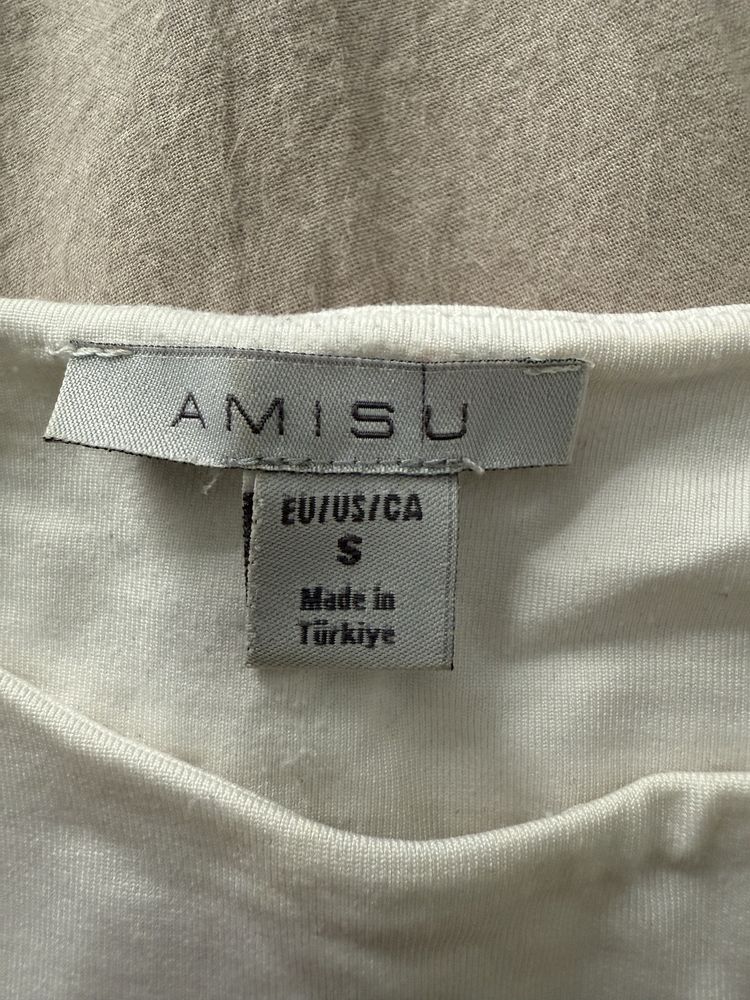 AMISU
EU/US/CA
S
Made in
Türkiye